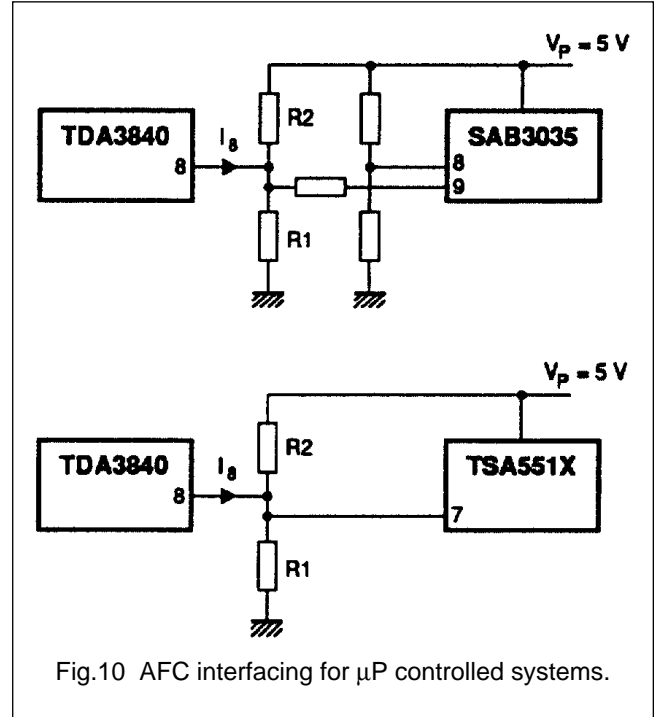 V_P = 5 V
TDA3840
8
I_8
R2
R1
SAB3035
8
9
V_P = 5 V
TDA3840
8
I_8
R2
R1
TSA551X
7
Fig.10 AFC interfacing for µP controlled systems.